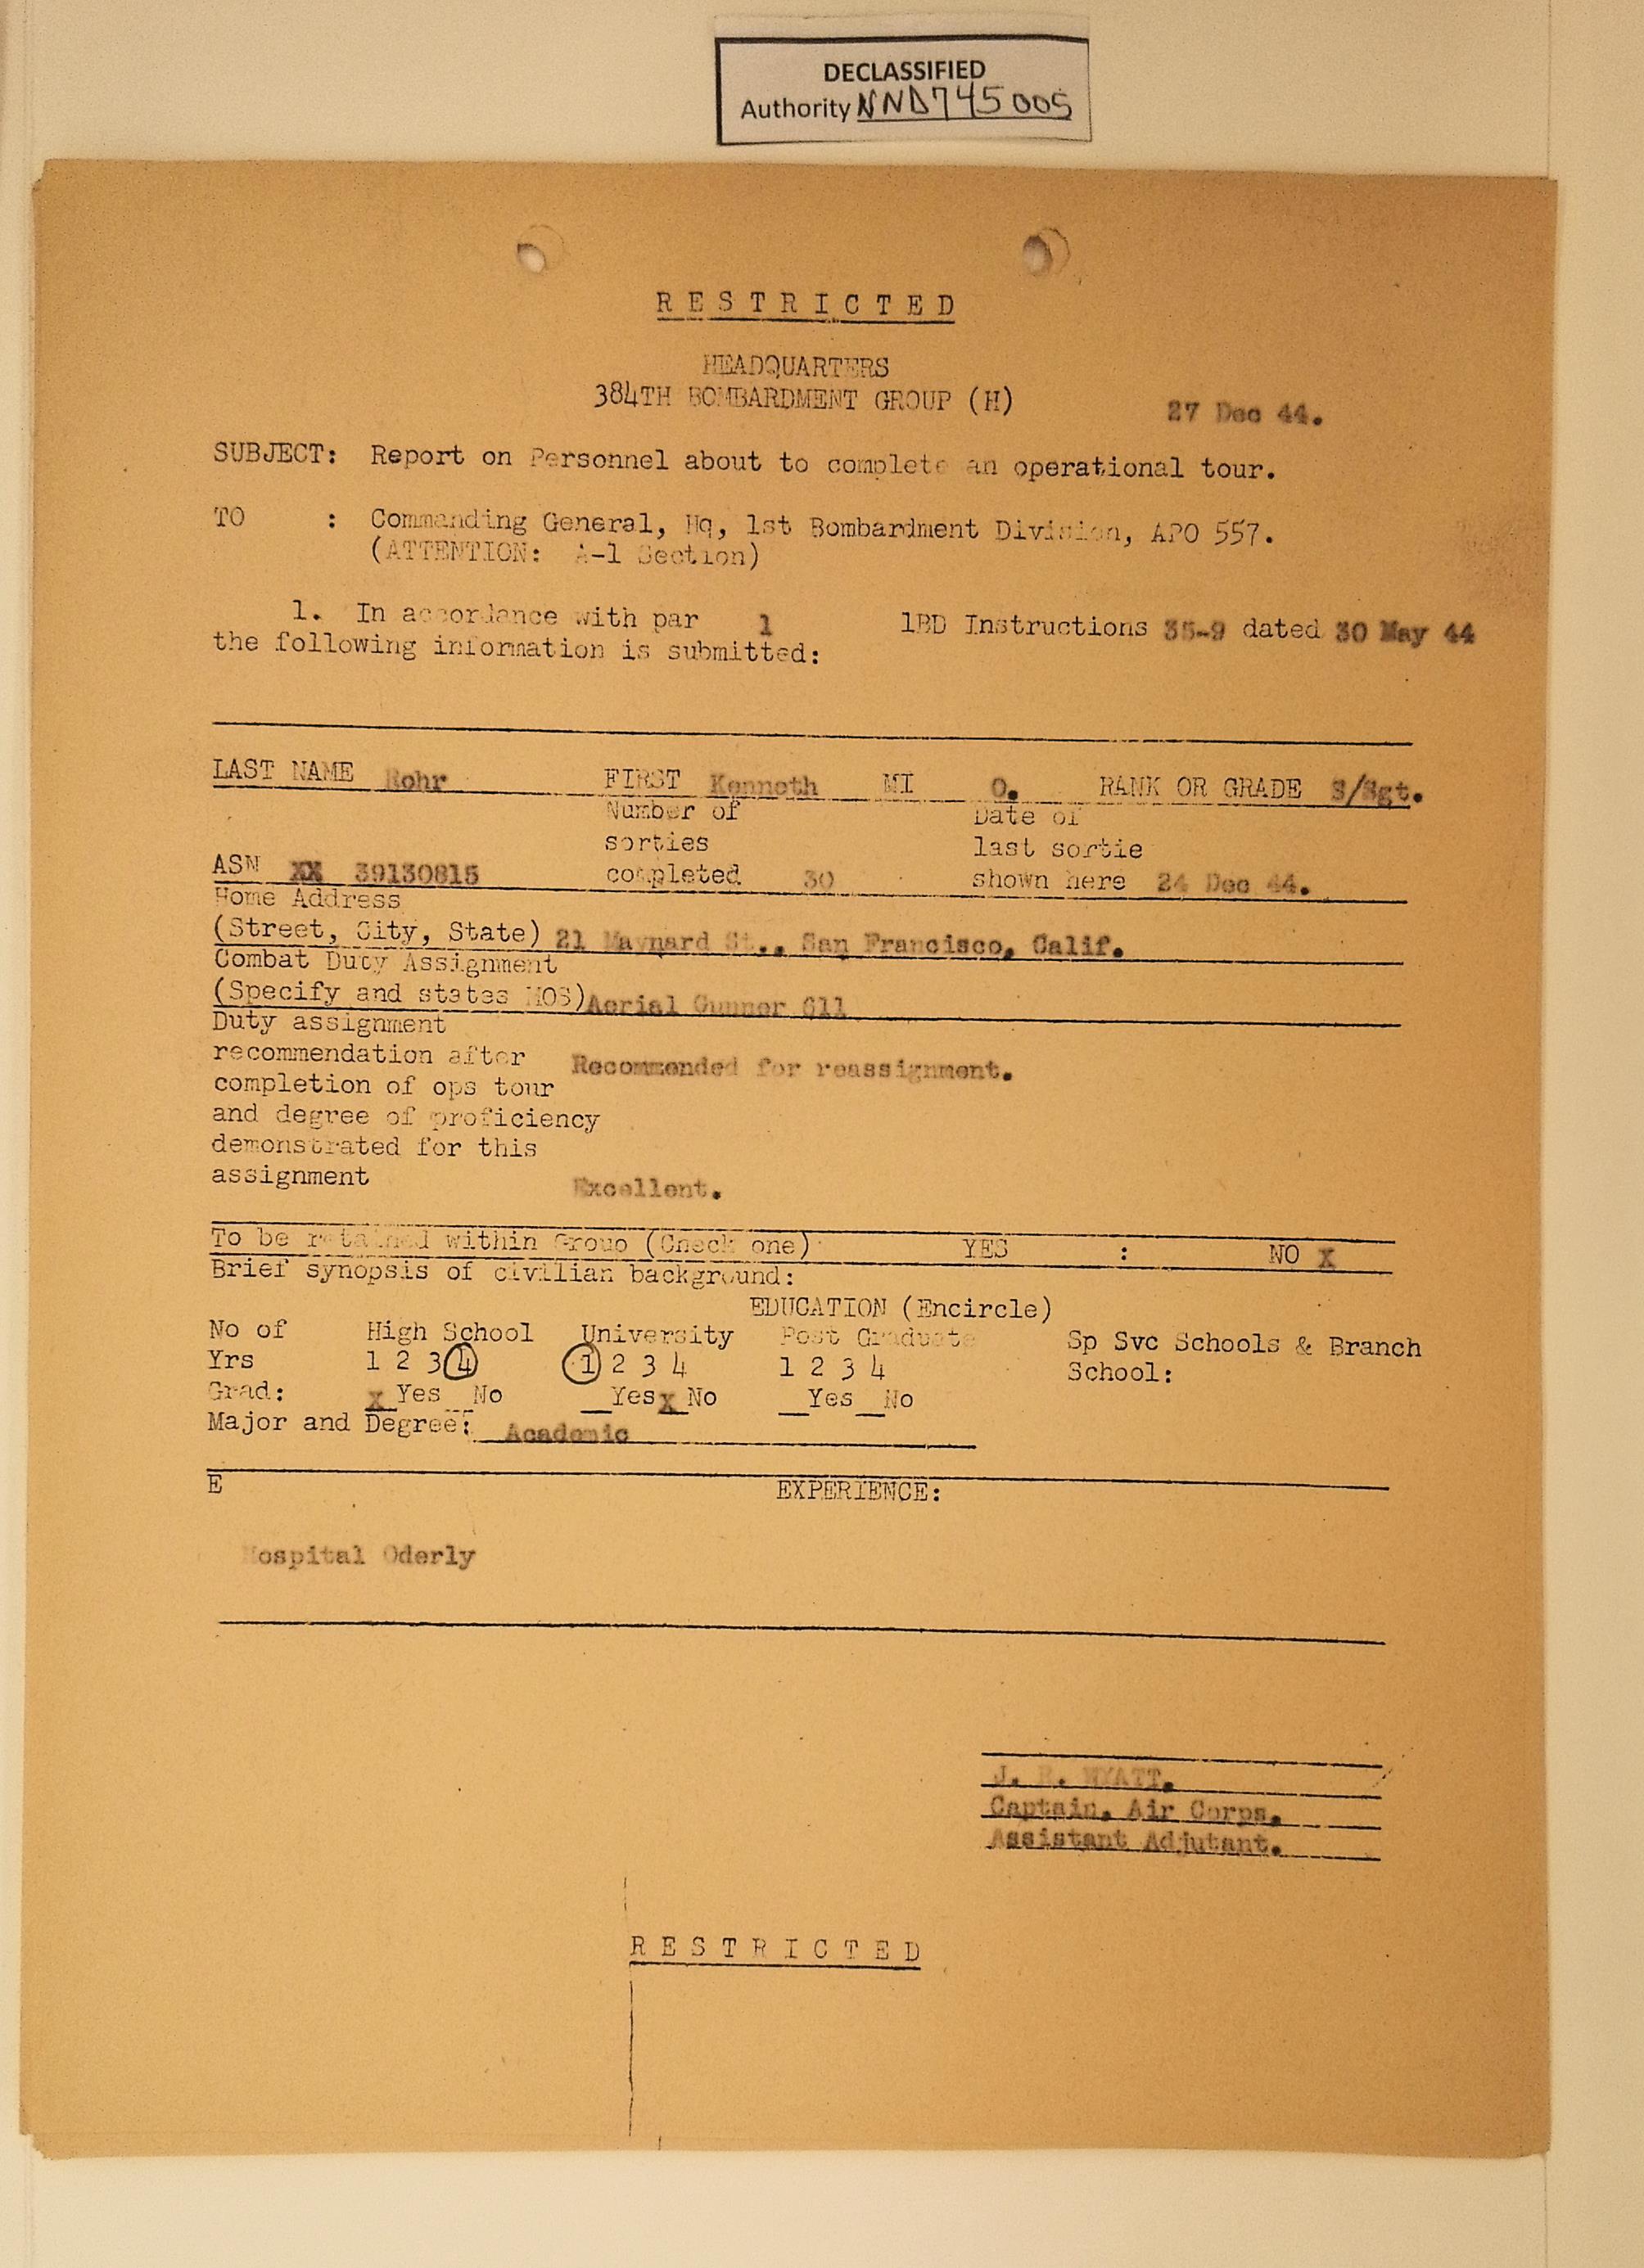 DECLASSIFIED
Authority NND745005
R E S T R I C T E D
HEADQUARTERS
384TH BOMBARDMENT GROUP (H)
27 Dec 44.
SUBJECT: Report on Personnel about to complete an operational tour.
TO : Commanding General, Hq, 1st Bombardment Division, APO 557.
(ATTENTION: A-1 Section)
1. In accordance with par 1 1BD Instructions 35-9 dated 30 May 44
the following information is submitted:
LAST NAME Rohr FIRST Kenneth MI O. RANK OR GRADE S/Sgt.
Number of Date of
sorties last sortie
ASN XX 39130815 completed 30 shown here 24 Dec 44.
Home Address
(Street, City, State) 21 Maynard St., San Francisco, Calif.
Combat Duty Assignment
(Specify and states MOS) Aerial Gunner 611
Duty assignment
recommendation after Recommended for reassignment.
completion of ops tour
and degree of proficiency
demonstrated for this
assignment Excellent.
To be retained within Group (Check one) YES : NO x
Brief synopsis of civilian background:
EDUCATION (Encircle)
No of High School University Post Graduate Sp Svc Schools & Branch
Yrs 1 2 3 4 1 2 3 4 1 2 3 4 School:
Grad: x Yes __No __Yes x No __Yes __No
Major and Degree: Academic
E EXPERIENCE:
Hospital Oderly
J. R. WYATT.
Captain, Air Corps.
Assistant Adjutant.
R E S T R I C T E D